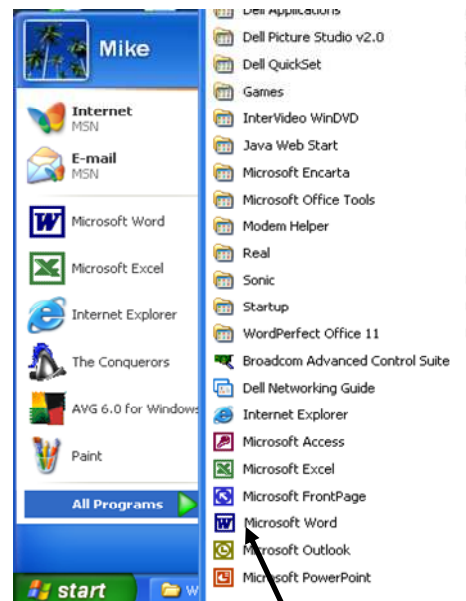 Mike
Internet
MSN
E-mail
MSN
Microsoft Word
Microsoft Excel
Internet Explorer
The Conquerors
AVG 6.0 for Windows
Paint
All Programs
start
W
Dell Applications
Dell Picture Studio v2.0
Dell QuickSet
Games
InterVideo WinDVD
Java Web Start
Microsoft Encarta
Microsoft Office Tools
Modem Helper
Real
Sonic
Startup
WordPerfect Office 11
Broadcom Advanced Control Suite
Dell Networking Guide
Internet Explorer
Microsoft Access
Microsoft Excel
Microsoft FrontPage
Microsoft Word
Microsoft Outlook
Microsoft PowerPoint